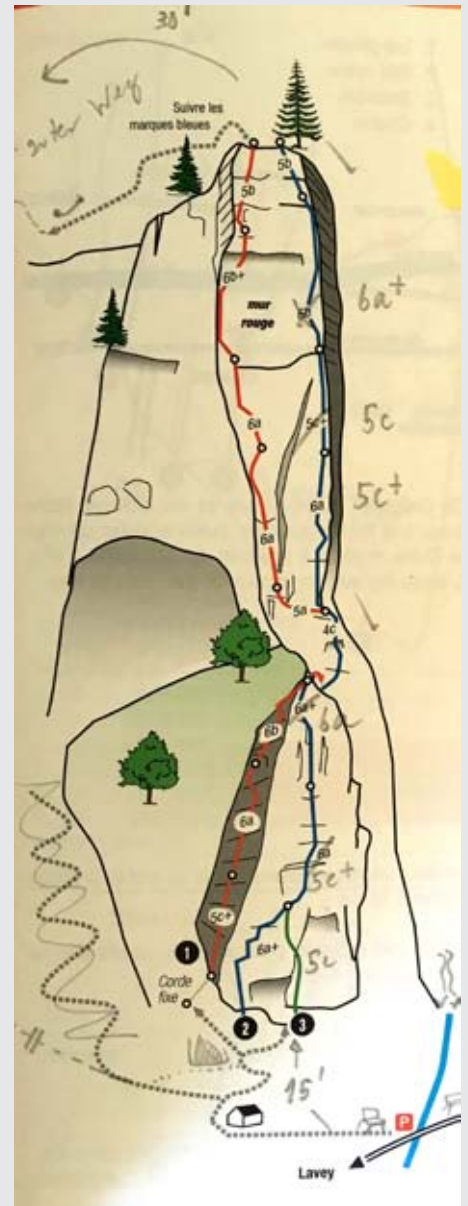 30'
Suivre les
marques bleues
5b
5b
6b+
mur
rouge
6a+
6a
5c+
5c
6a
6a
5c+
5a
4c
6a+
6a
6b
6a
5c+
5c+
6a+
5c
1
Corde
fixe
2
3
15'
P
Lavey